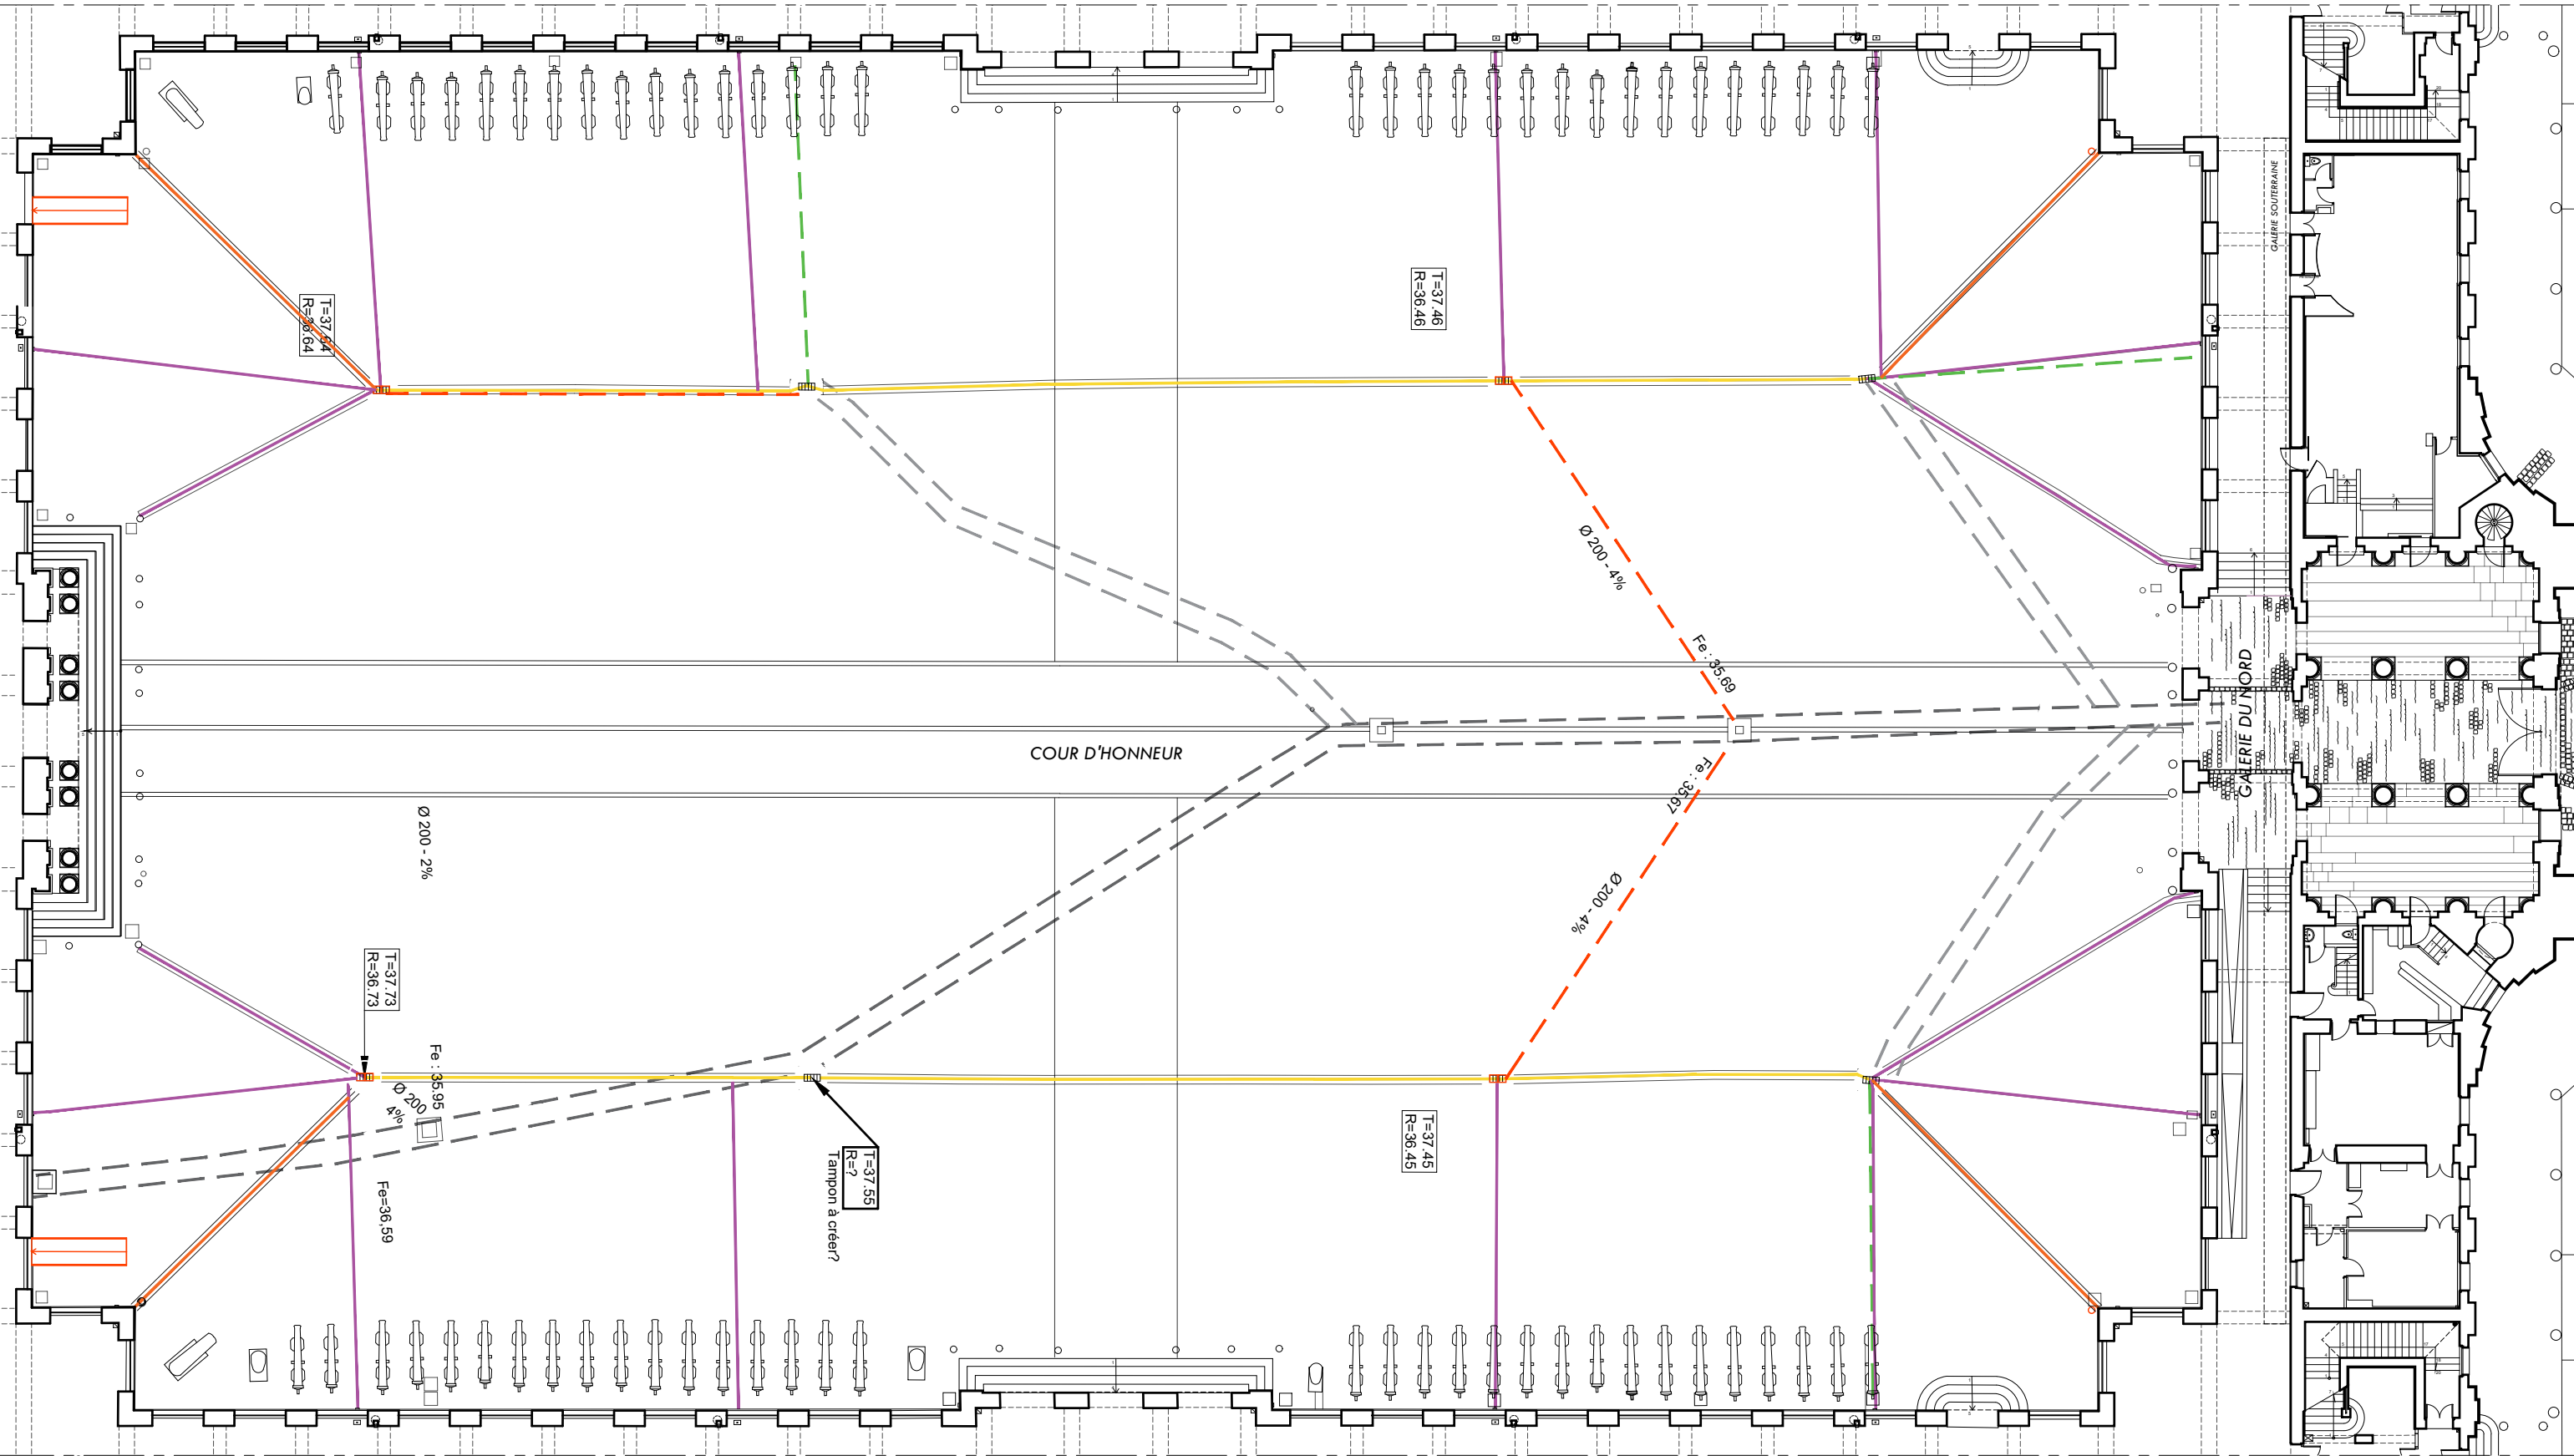 GALERIE SOUTERRAINE
T=37.64
R=36.64
T=37.46
R=36.46
Ø 200 - 4%
Fe : 35.69
GALERIE DU NORD
COUR D'HONNEUR
Fe : 35.67
Ø 200 - 2%
Ø 200 - 4%
T=37.73
R=36.73
Fe : 35.95
Ø 200
4%
T=37.45
R=36.45
T=37.55
R=?
Tampon à créer?
Fe=36,59